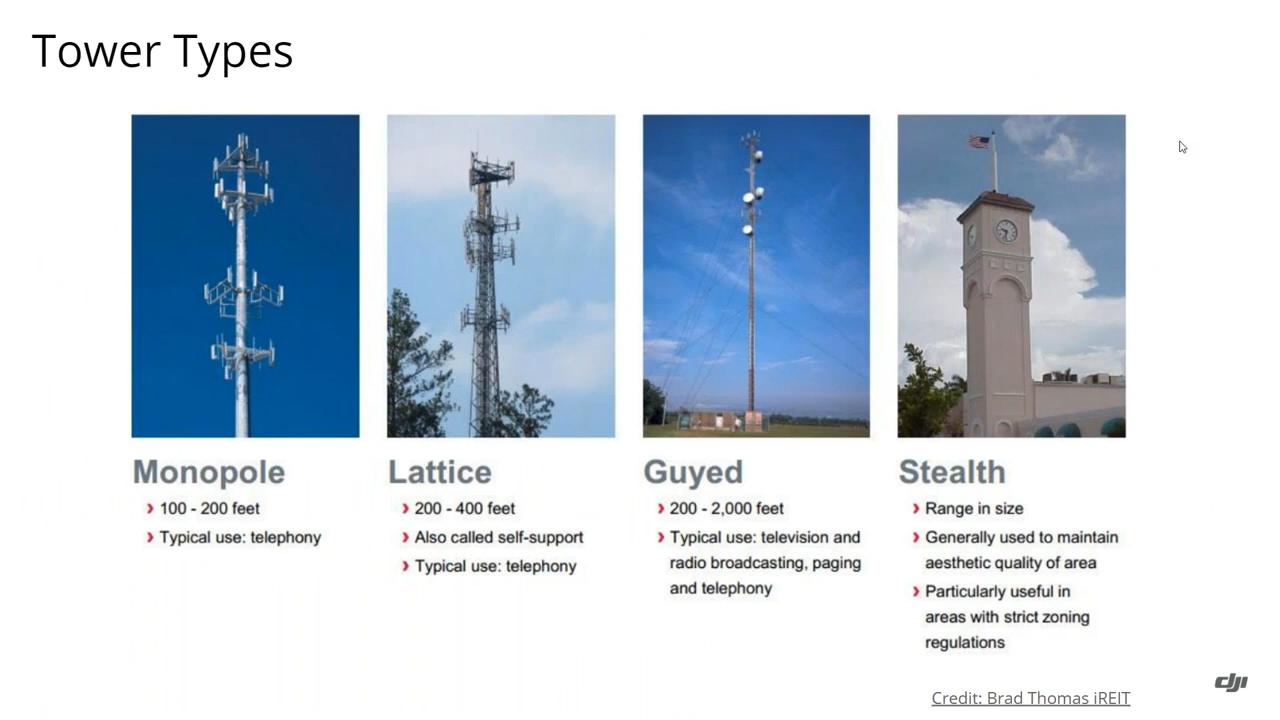 Tower Types
Monopole
› 100 - 200 feet
› Typical use: telephony
Lattice
› 200 - 400 feet
› Also called self-support
› Typical use: telephony
Guyed
› 200 - 2,000 feet
› Typical use: television and
radio broadcasting, paging
and telephony
Stealth
› Range in size
› Generally used to maintain
aesthetic quality of area
› Particularly useful in
areas with strict zoning
regulations
dji
Credit: Brad Thomas iREIT